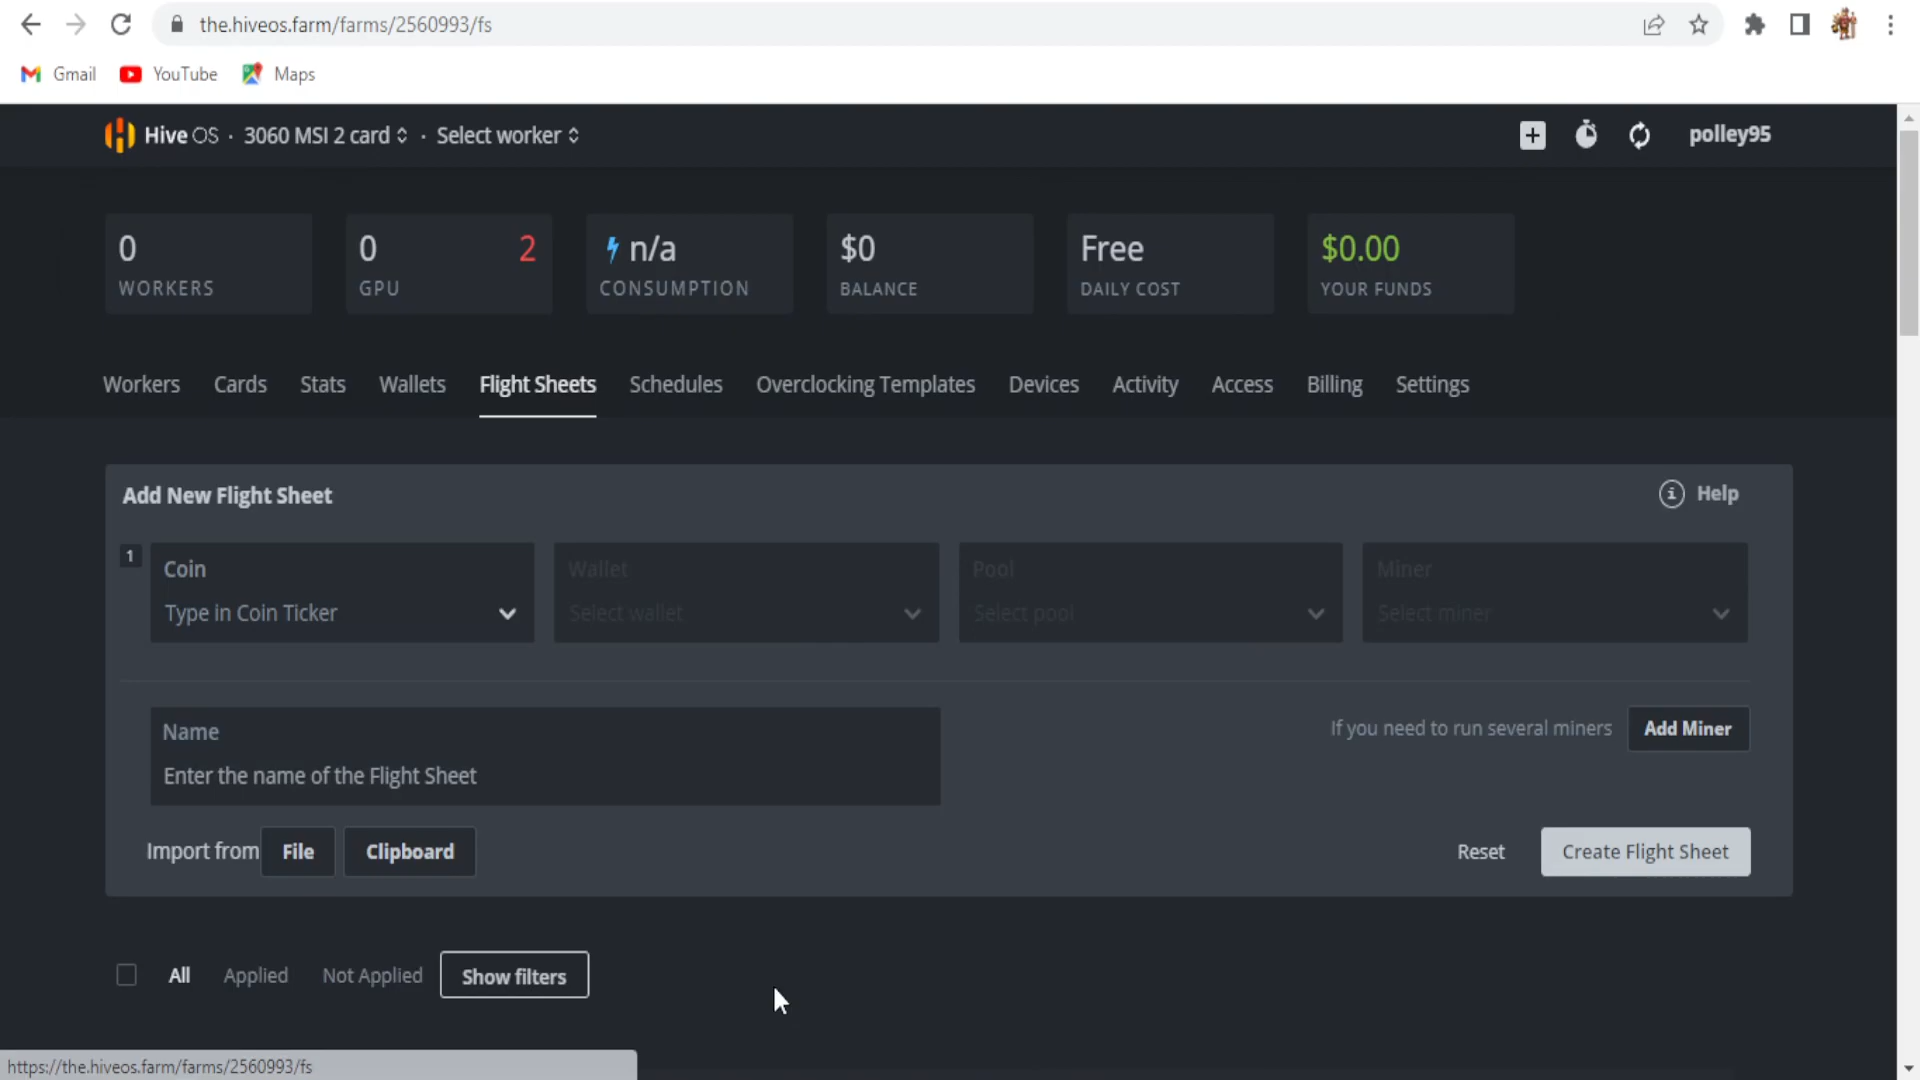 the.hiveos.farm/farms/2560993/fs
Gmail YouTube Maps
Hive OS · 3060 MSI 2 card · Select worker polley95
0 0 2 n/a $0 Free $0.00
WORKERS GPU CONSUMPTION BALANCE DAILY COST YOUR FUNDS
Workers Cards Stats Wallets Flight Sheets Schedules Overclocking Templates Devices Activity Access Billing Settings
Add New Flight Sheet Help
1 Coin Wallet Pool Miner
Type in Coin Ticker Select wallet Select pool Select miner
Name
If you need to run several miners Add Miner
Enter the name of the Flight Sheet
Import from File Clipboard Reset Create Flight Sheet
All Applied Not Applied Show filters
https://the.hiveos.farm/farms/2560993/fs